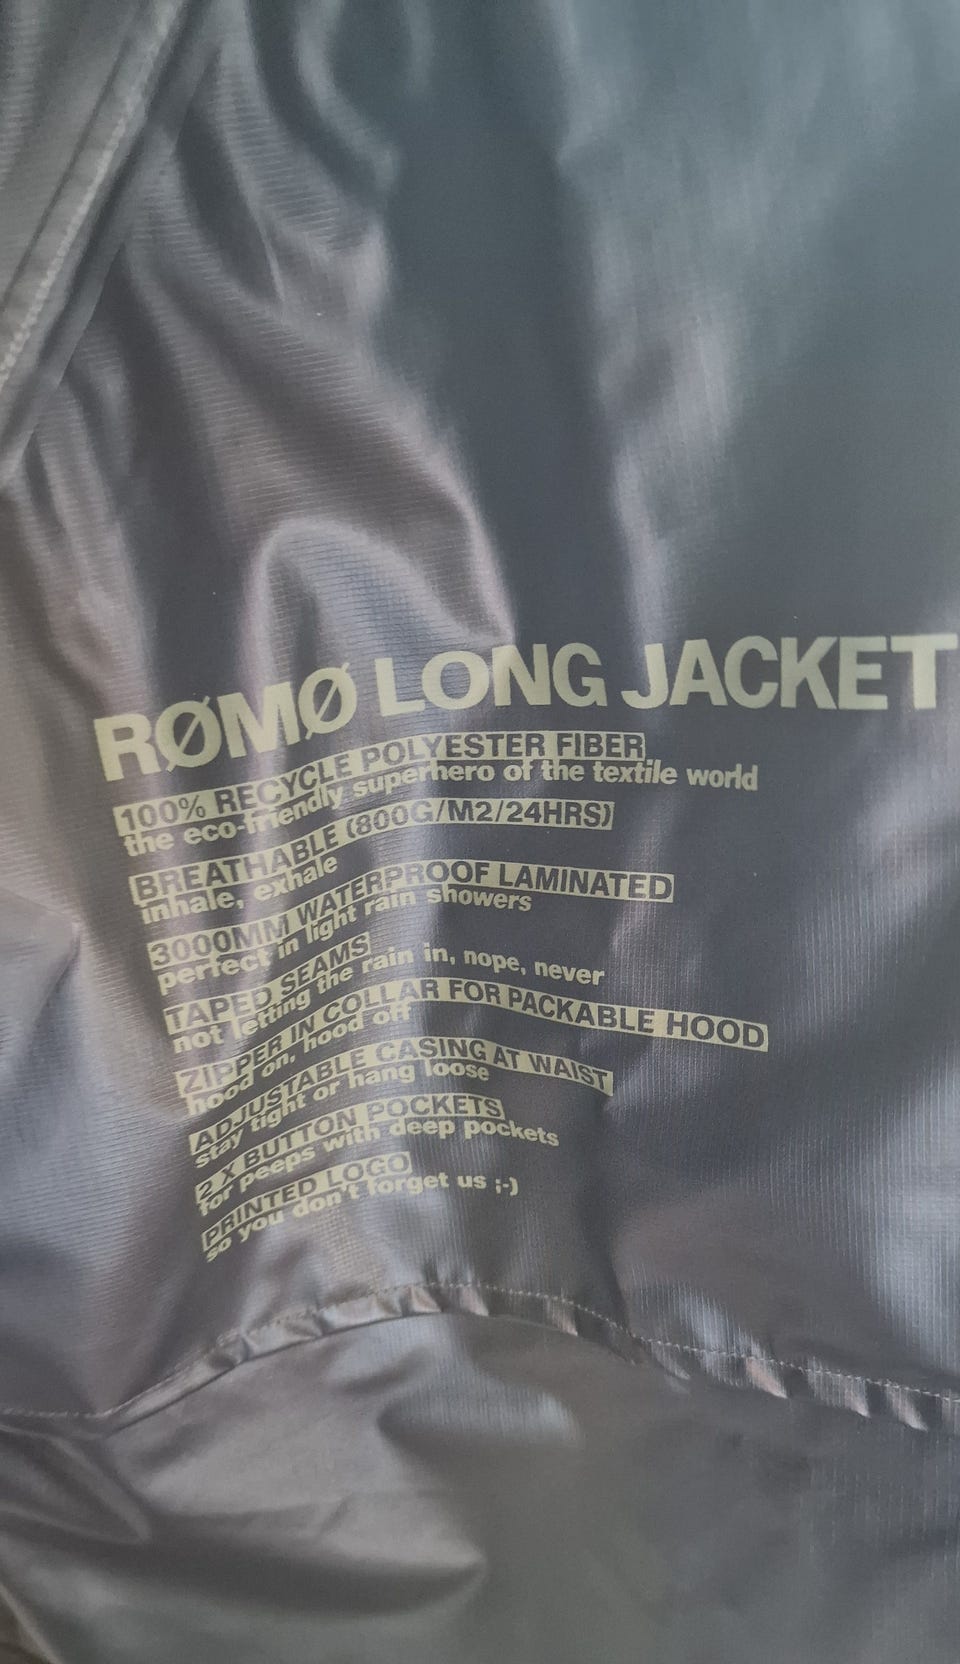 RØMØ LONG JACKET
100% RECYCLE POLYESTER FIBER
the eco-friendly superhero of the textile world
BREATHABLE (800G/M2/24HRS)
inhale, exhale
3000MM WATERPROOF LAMINATED
perfect in light rain showers
TAPED SEAMS
not letting the rain in, nope, never
ZIPPER IN COLLAR FOR PACKABLE HOOD
hood on, hood off
ADJUSTABLE CASING AT WAIST
stay tight or hang loose
2 X BUTTON POCKETS
for peeps with deep pockets
PRINTED LOGO
so you don't forget us ;-)